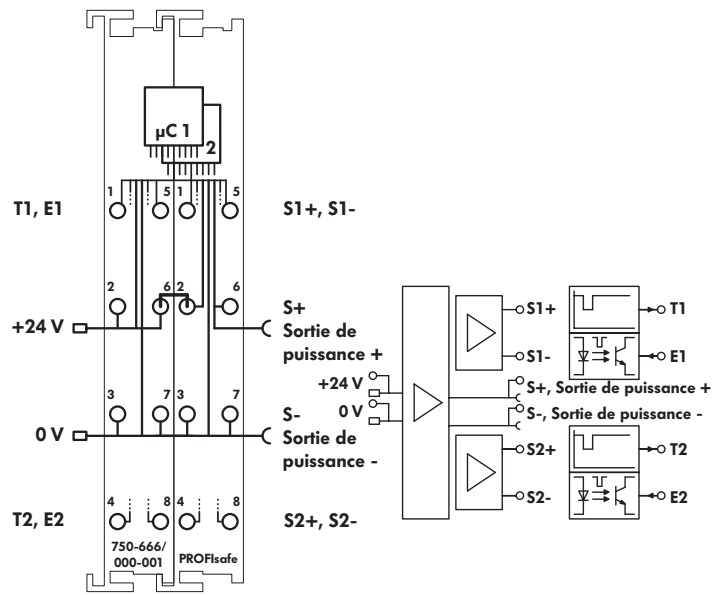 µC 1
2
1 5 1 5
T1, E1 S1+, S1-
2 6 2 6
S+
+24 V Sortie de
puissance +
3 7 3 7
S-
0 V Sortie de
puissance -
4 8 4 8
T2, E2 S2+, S2-
750-666/
000-001
PROFIsafe
S1+
T1
S1-
E1
+24 V
S+, Sortie de puissance +
0 V
S-, Sortie de puissance -
S2+
T2
S2-
E2